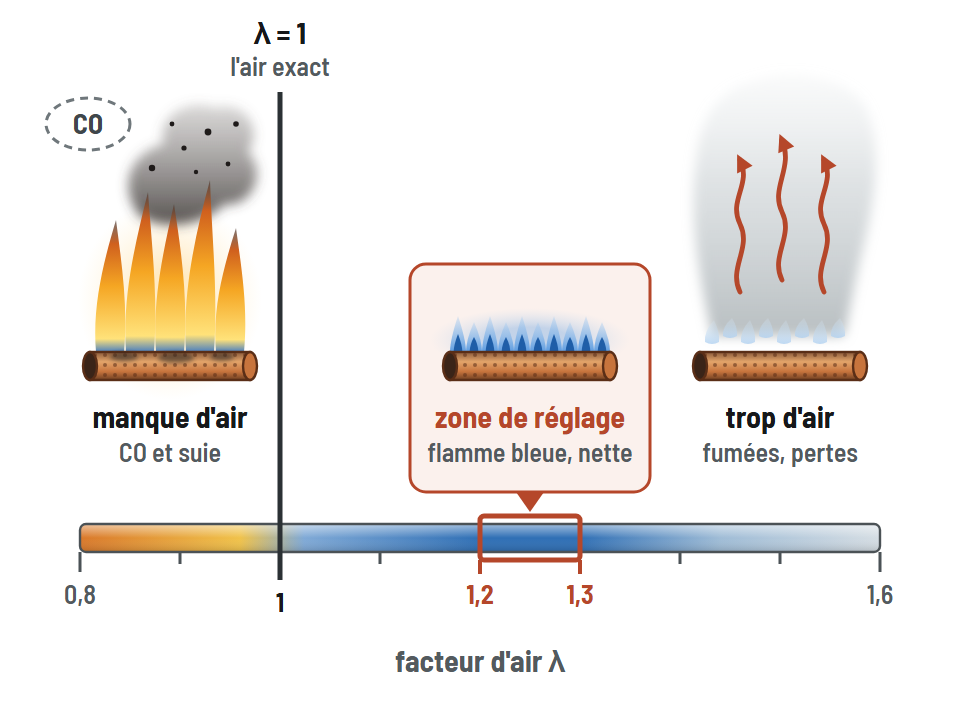 λ = 1
l'air exact
CO
manque d'air
CO et suie
zone de réglage
flamme bleue, nette
trop d'air
fumées, pertes
0,8
1
1,2
1,3
1,6
facteur d'air λ